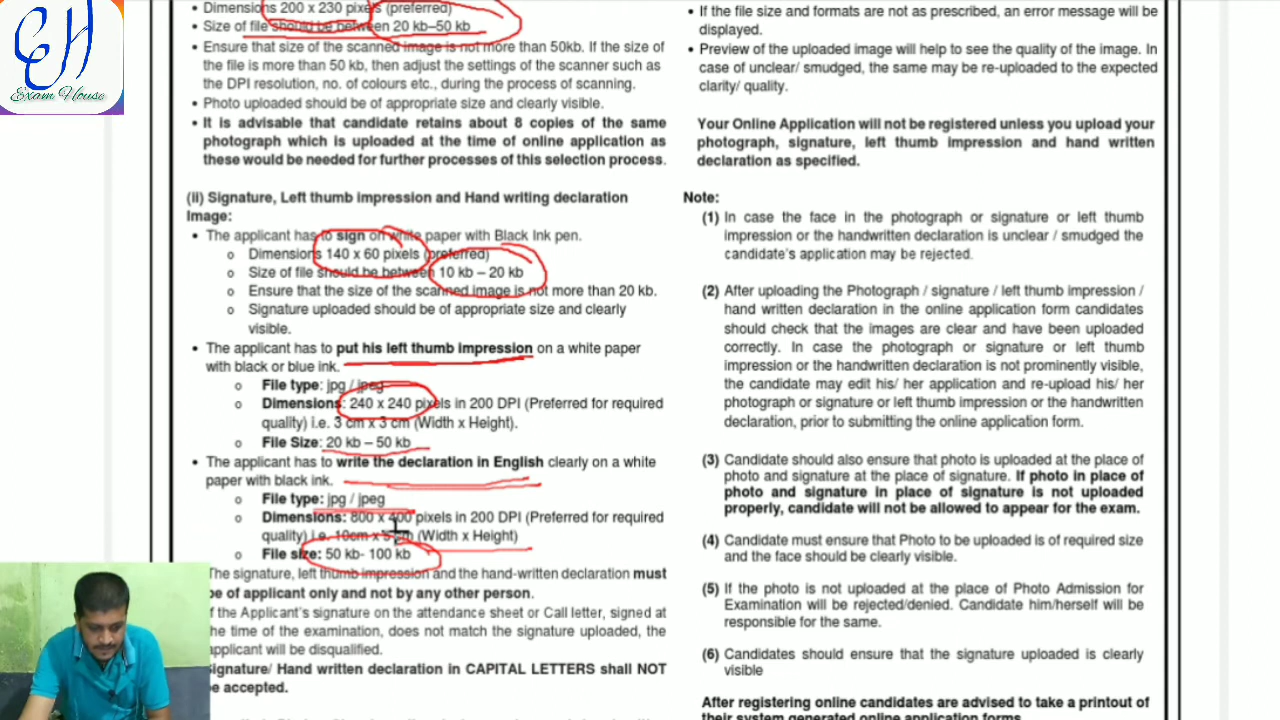 EH
Exam House
• Dimensions 200 x 230 pixels (preferred)
• Size of file should be between 20 kb–50 kb
• Ensure that size of the scanned image is not more than 50kb. If the size of
the file is more than 50 kb, then adjust the settings of the scanner such as
the DPI resolution, no. of colours etc., during the process of scanning.
• Photo uploaded should be of appropriate size and clearly visible.
• It is advisable that candidate retains about 8 copies of the same
photograph which is uploaded at the time of online application as
these would be needed for further processes of this selection process.
(ii) Signature, Left thumb impression and Hand writing declaration
Image:
• The applicant has to sign on white paper with Black Ink pen.
o Dimensions 140 x 60 pixels (preferred)
o Size of file should be between 10 kb – 20 kb
o Ensure that the size of the scanned image is not more than 20 kb.
o Signature uploaded should be of appropriate size and clearly
visible.
• The applicant has to put his left thumb impression on a white paper
with black or blue ink.
o File type: jpg / jpeg
o Dimensions: 240 x 240 pixels in 200 DPI (Preferred for required
quality) i.e. 3 cm x 3 cm (Width x Height).
o File Size: 20 kb – 50 kb
• The applicant has to write the declaration in English clearly on a white
paper with black ink.
o File type: jpg / jpeg
o Dimensions: 800 x 400 pixels in 200 DPI (Preferred for required
quality) i.e. 10cm x 5 cm (Width x Height)
o File size: 50 kb- 100 kb
The signature, left thumb impression and the hand-written declaration must
be of applicant only and not by any other person.
If the Applicant's signature on the attendance sheet or Call letter, signed at
the time of the examination, does not match the signature uploaded, the
applicant will be disqualified.
Signature/ Hand written declaration in CAPITAL LETTERS shall NOT
be accepted.
• If the file size and formats are not as prescribed, an error message will be
displayed.
• Preview of the uploaded image will help to see the quality of the image. In
case of unclear/ smudged, the same may be re-uploaded to the expected
clarity/ quality.
Your Online Application will not be registered unless you upload your
photograph, signature, left thumb impression and hand written
declaration as specified.
Note:
(1) In case the face in the photograph or signature or left thumb
impression or the handwritten declaration is unclear / smudged the
candidate's application may be rejected.
(2) After uploading the Photograph / signature / left thumb impression /
hand written declaration in the online application form candidates
should check that the images are clear and have been uploaded
correctly. In case the photograph or signature or left thumb
impression or the handwritten declaration is not prominently visible,
the candidate may edit his/ her application and re-upload his/ her
photograph or signature or left thumb impression or the handwritten
declaration, prior to submitting the online application form.
(3) Candidate should also ensure that photo is uploaded at the place of
photo and signature at the place of signature. If photo in place of
photo and signature in place of signature is not uploaded
properly, candidate will not be allowed to appear for the exam.
(4) Candidate must ensure that Photo to be uploaded is of required size
and the face should be clearly visible.
(5) If the photo is not uploaded at the place of Photo Admission for
Examination will be rejected/denied. Candidate him/herself will be
responsible for the same.
(6) Candidates should ensure that the signature uploaded is clearly
visible
After registering online candidates are advised to take a printout of
their system generated online application forms